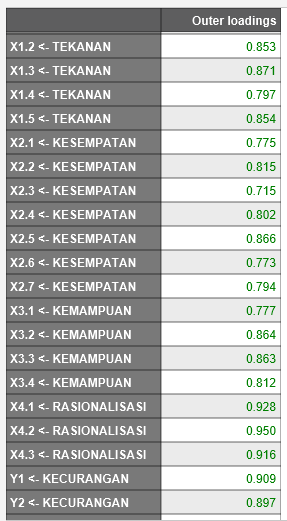 Outer loadings
X1.2 <- TEKANAN 0.853
X1.3 <- TEKANAN 0.871
X1.4 <- TEKANAN 0.797
X1.5 <- TEKANAN 0.854
X2.1 <- KESEMPATAN 0.775
X2.2 <- KESEMPATAN 0.815
X2.3 <- KESEMPATAN 0.715
X2.4 <- KESEMPATAN 0.802
X2.5 <- KESEMPATAN 0.866
X2.6 <- KESEMPATAN 0.773
X2.7 <- KESEMPATAN 0.794
X3.1 <- KEMAMPUAN 0.777
X3.2 <- KEMAMPUAN 0.864
X3.3 <- KEMAMPUAN 0.863
X3.4 <- KEMAMPUAN 0.812
X4.1 <- RASIONALISASI 0.928
X4.2 <- RASIONALISASI 0.950
X4.3 <- RASIONALISASI 0.916
Y1 <- KECURANGAN 0.909
Y2 <- KECURANGAN 0.897